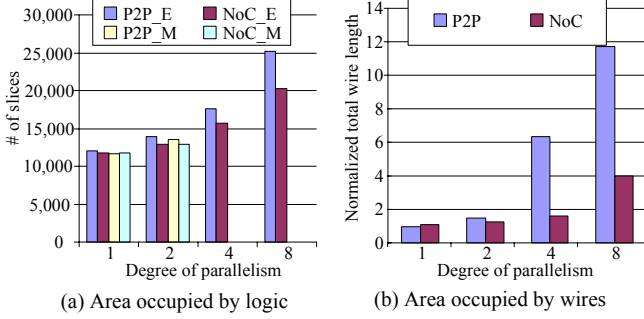 P2P_E NoC_E
P2P_M NoC_M
30,000
25,000
20,000
15,000
10,000
5,000
0
# of slices
1 2 4 8
Degree of parallelism
(a) Area occupied by logic
P2P NoC
14
12
10
8
6
4
2
0
Normalized total wire length
1 2 4 8
Degree of parallelism
(b) Area occupied by wires